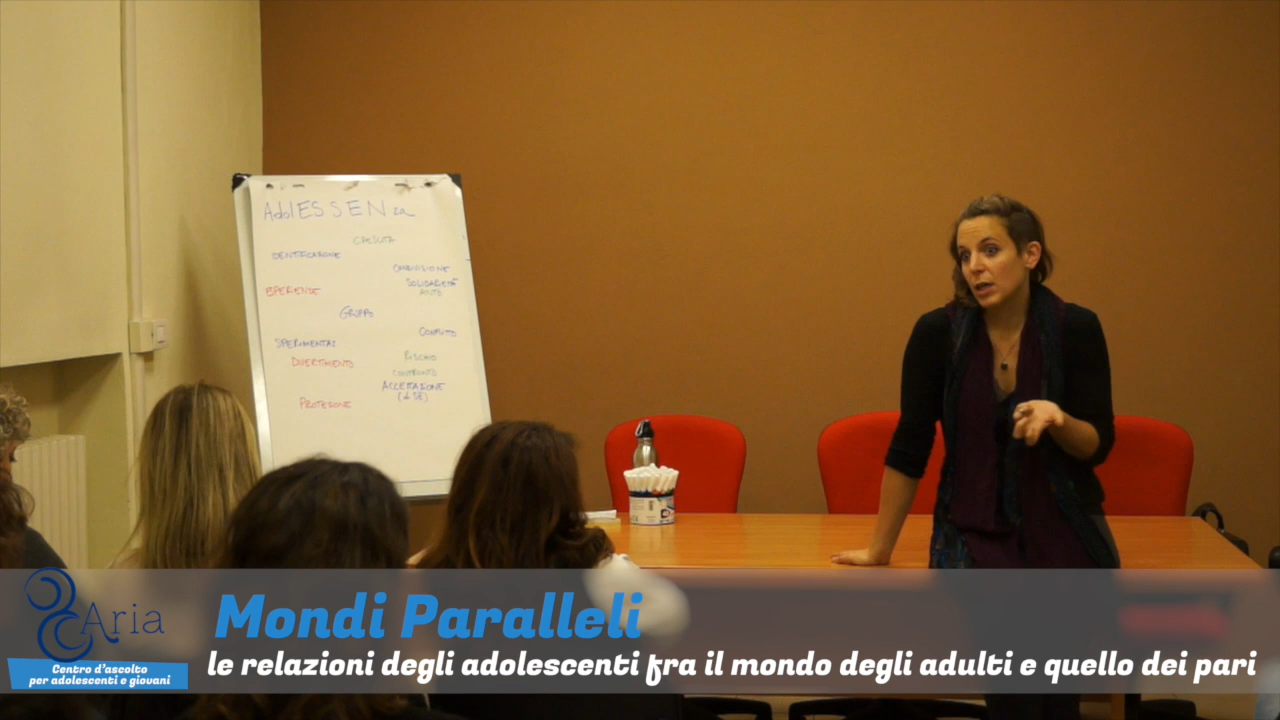 AdolESSENza
CRESCITA
IDENTIFICAZIONE
CONDIVISIONE
SOLIDARIETÀ
AIUTO
ESPERIENZE
GRUPPO
CONFLITTO
DIVERTIMENTO
RISCHIO
CONFRONTO
ACCETTAZIONE
(di SÉ)
PROTEZIONE
Aria
Centro d'ascolto
per adolescenti e giovani
Mondi Paralleli
le relazioni degli adolescenti fra il mondo degli adulti e quello dei pari